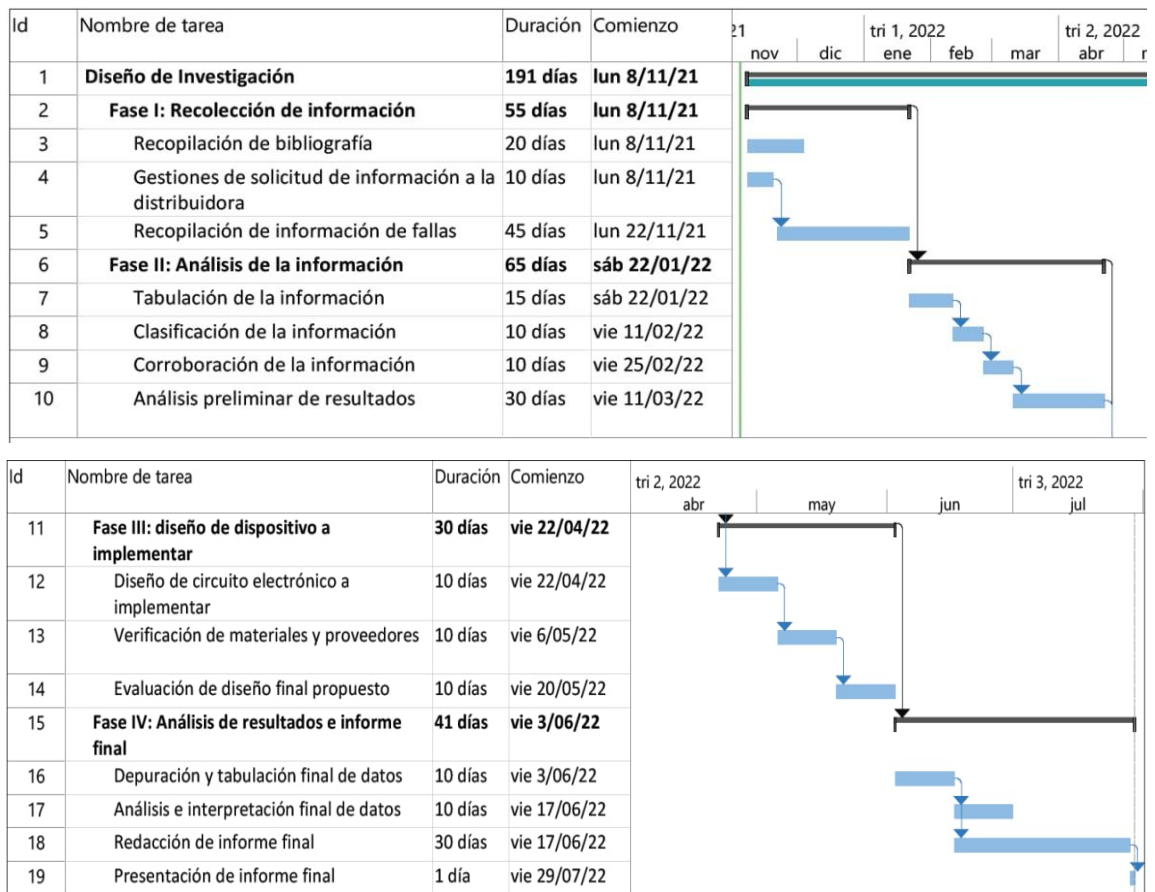 Id Nombre de tarea Duración Comienzo 21 tri 1, 2022 tri 2, 2022
nov dic ene feb mar abr
1 Diseño de Investigación 191 días lun 8/11/21
2 Fase I: Recolección de información 55 días lun 8/11/21
3 Recopilación de bibliografía 20 días lun 8/11/21
4 Gestiones de solicitud de información a la 10 días lun 8/11/21
distribuidora
5 Recopilación de información de fallas 45 días lun 22/11/21
6 Fase II: Análisis de la información 65 días sáb 22/01/22
7 Tabulación de la información 15 días sáb 22/01/22
8 Clasificación de la información 10 días vie 11/02/22
9 Corroboración de la información 10 días vie 25/02/22
10 Análisis preliminar de resultados 30 días vie 11/03/22
Id Nombre de tarea Duración Comienzo tri 2, 2022 tri 3, 2022
abr may jun jul
11 Fase III: diseño de dispositivo a 30 días vie 22/04/22
implementar
12 Diseño de circuito electrónico a 10 días vie 22/04/22
implementar
13 Verificación de materiales y proveedores 10 días vie 6/05/22
14 Evaluación de diseño final propuesto 10 días vie 20/05/22
15 Fase IV: Análisis de resultados e informe 41 días vie 3/06/22
final
16 Depuración y tabulación final de datos 10 días vie 3/06/22
17 Análisis e interpretación final de datos 10 días vie 17/06/22
18 Redacción de informe final 30 días vie 17/06/22
19 Presentación de informe final 1 día vie 29/07/22